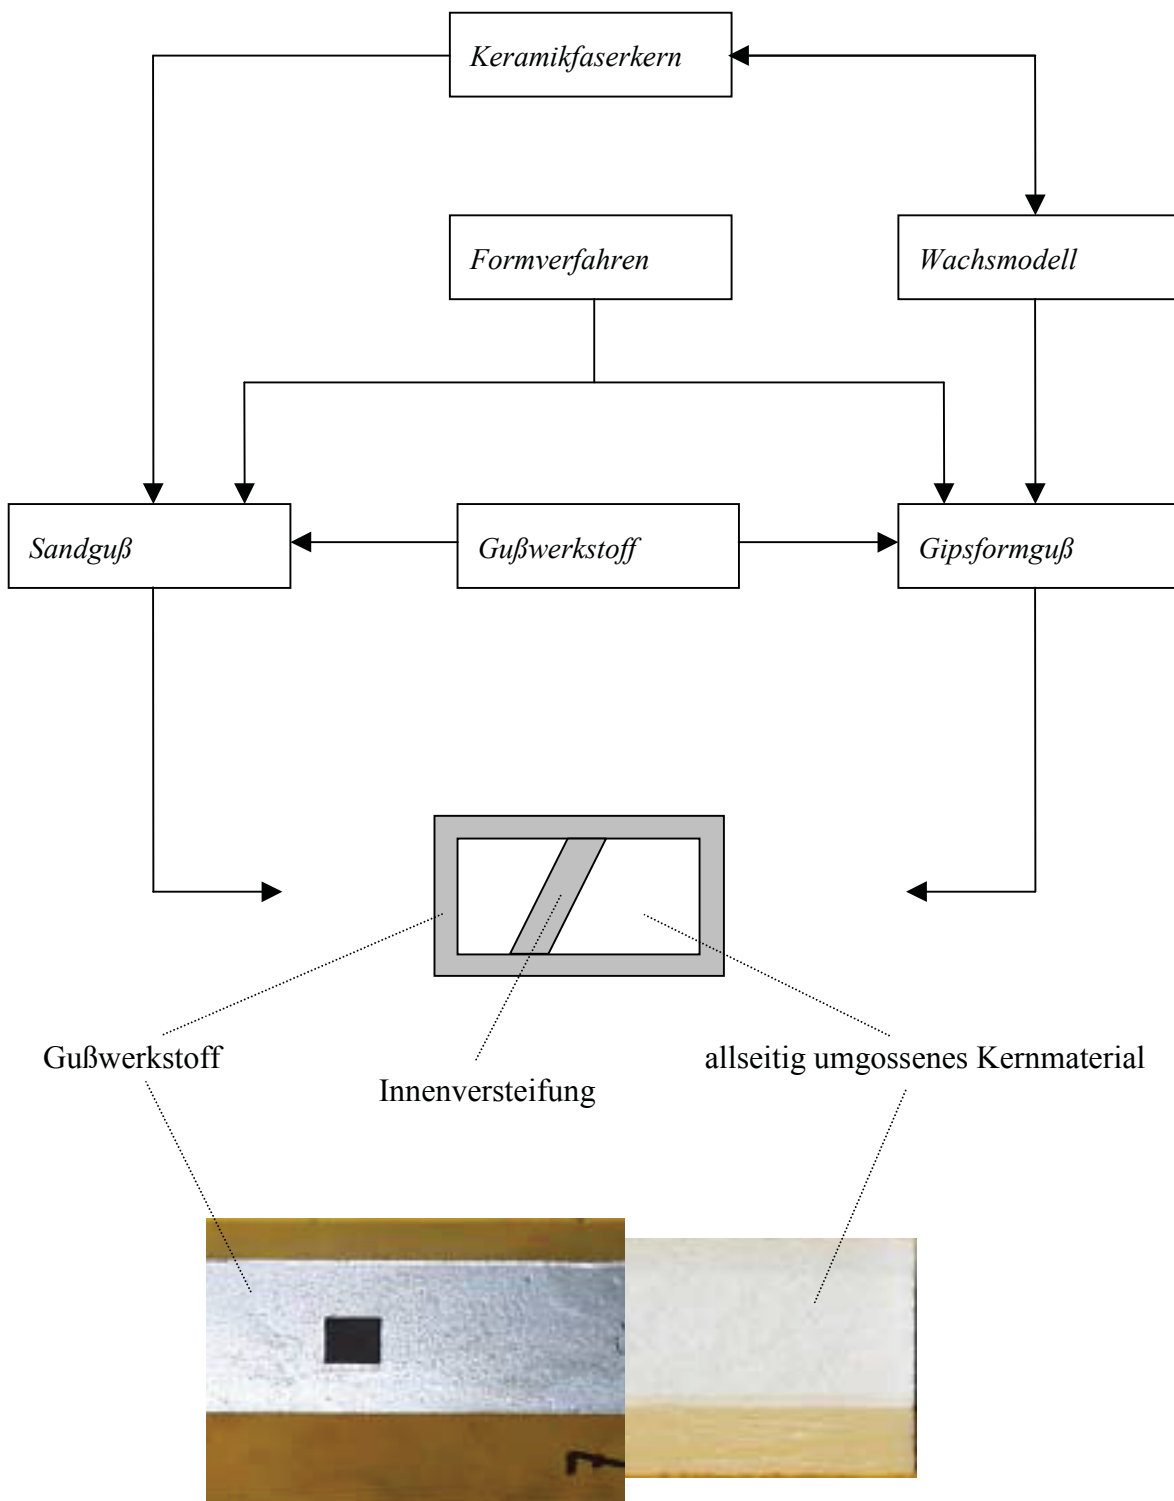 Keramikfaserkern
Formverfahren
Wachsmodell
Sandguß
Gußwerkstoff
Gipsformguß
Gußwerkstoff
Innenversteifung
allseitig umgossenes Kernmaterial